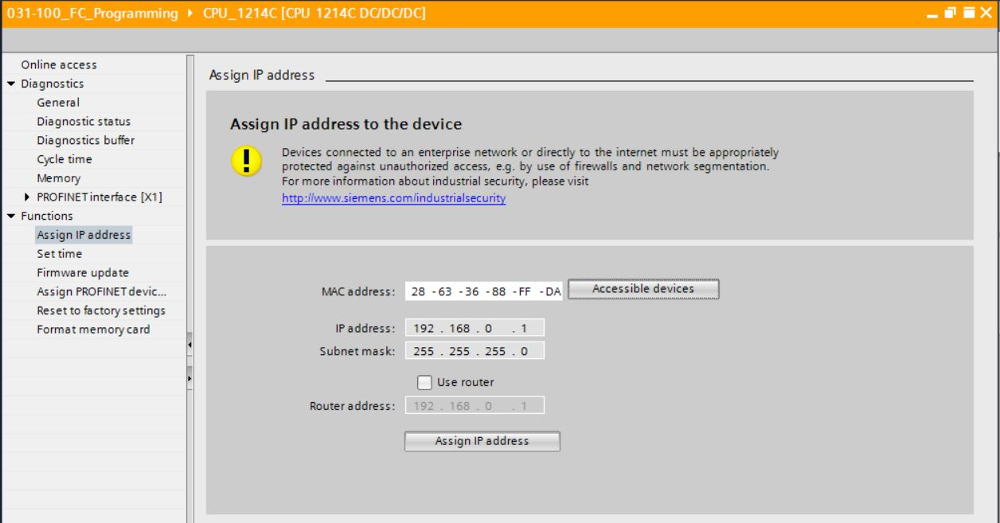 031-100_FC_Programming ▸ CPU_1214C [CPU 1214C DC/DC/DC]
Online access
Diagnostics
General
Diagnostic status
Diagnostics buffer
Cycle time
Memory
PROFINET interface [X1]
Functions
Assign IP address
Set time
Firmware update
Assign PROFINET devic...
Reset to factory settings
Format memory card
Assign IP address
Assign IP address to the device
Devices connected to an enterprise network or directly to the internet must be appropriately
protected against unauthorized access, e.g. by use of firewalls and network segmentation.
For more information about industrial security, please visit
http://www.siemens.com/industrialsecurity
MAC address: 28 -63 -36 -88 -FF -DA Accessible devices
IP address: 192 . 168 . 0 . 1
Subnet mask: 255 . 255 . 255 . 0
Use router
Router address: 192 . 168 . 0 . 1
Assign IP address